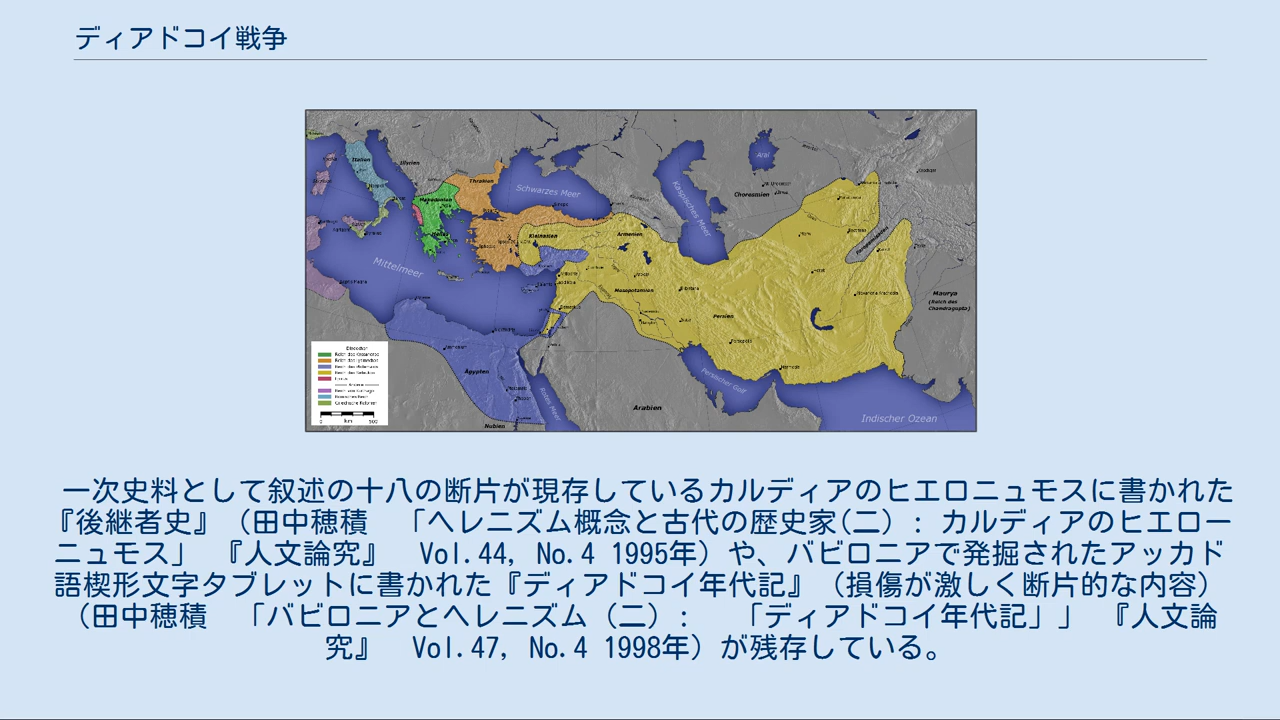 ディアドコイ戦争
Italien
Illyrien
Thrakien
Makedonien
Schwarzes Meer
Kaspisches Meer
Aral
Choresmien
Mittelmeer
Kleinasien
Armenien
Mesopotamien
Persien
Maurya
(Reich des
Chandragupta)
Ägypten
Rotes Meer
Persischer Golf
Arabien
Nubien
Indischer Ozean
0 km 500
一次史料として叙述の十八の断片が現存しているカルディアのヒエロニュモスに書かれた
『後継者史』（田中穂積　「ヘレニズム概念と古代の歴史家(二) : カルディアのヒエロー
ニュモス」　『人文論究』　Vol.44, No.4 1995年）や、バビロニアで発掘されたアッカド
語楔形文字タブレットに書かれた『ディアドコイ年代記』（損傷が激しく断片的な内容）
（田中穂積　「バビロニアとヘレニズム（二）：　「ディアドコイ年代記」」　『人文論
究』　Vol.47, No.4 1998年）が残存している。